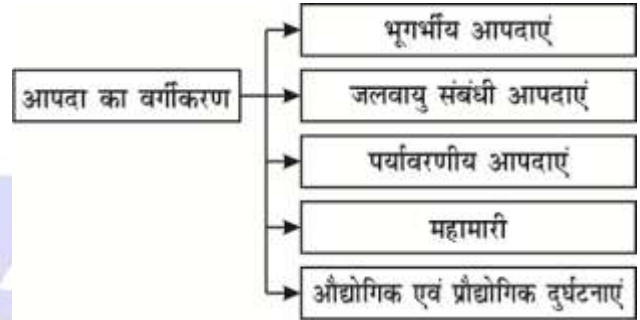 आपदा का वर्गीकरण
भूगर्भीय आपदाएं
जलवायु संबंधी आपदाएं
पर्यावरणीय आपदाएं
महामारी
औद्योगिक एवं प्रौद्योगिक दुर्घटनाएं